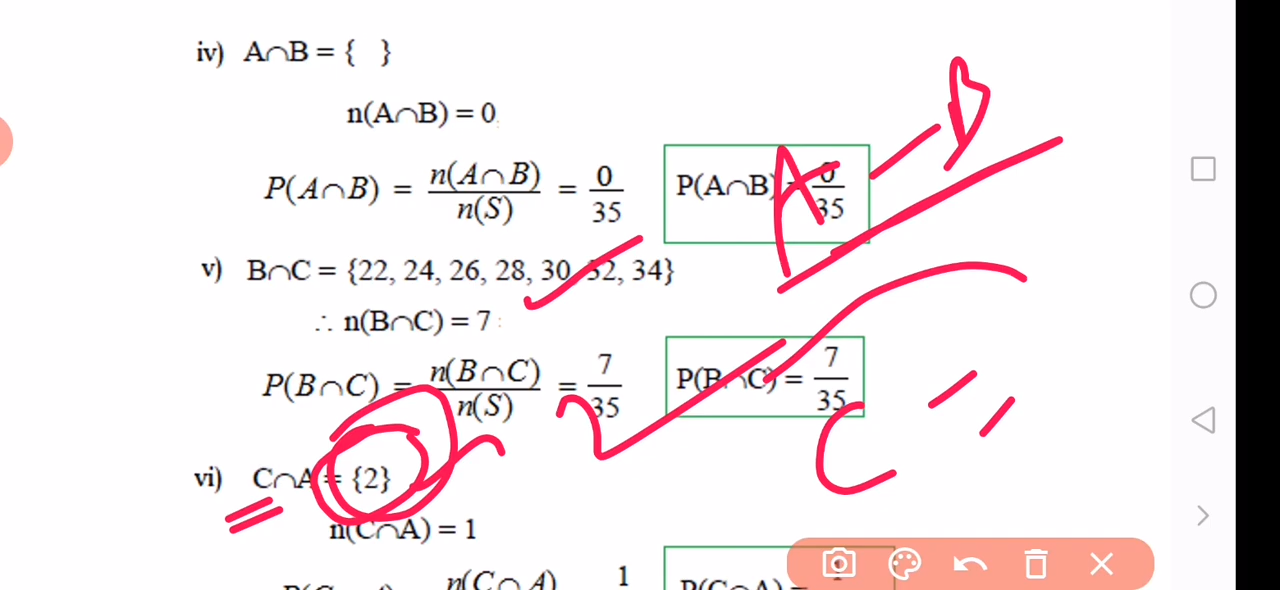 iv) A∩B = { }
n(A∩B) = 0
P(A∩B) = n(A∩B)/n(S) = 0/35 P(A∩B) = 0/35
A B
v) B∩C = {22, 24, 26, 28, 30, 32, 34}
∴ n(B∩C) = 7
P(B∩C) = n(B∩C)/n(S) = 7/35 P(B∩C) = 7/35
C
vi) C∩A = {2}
n(C∩A) = 1
n(C∩A) 1 P(C∩A) =